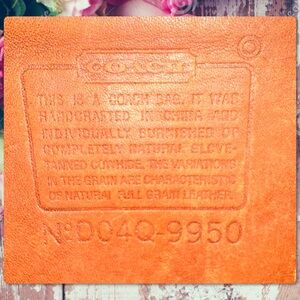 COACH
THIS IS A COACH BAG. IT WAS
HANDCRAFTED IN CHINA AND
INDIVIDUALLY BURNISHED OF
COMPLETELY NATURAL GLOVE-
TANNED COWHIDE. THE VARIATIONS
IN THE GRAIN ARE CHARACTERISTIC
OF NATURAL FULL GRAIN LEATHER.
Nº D04Q-9950